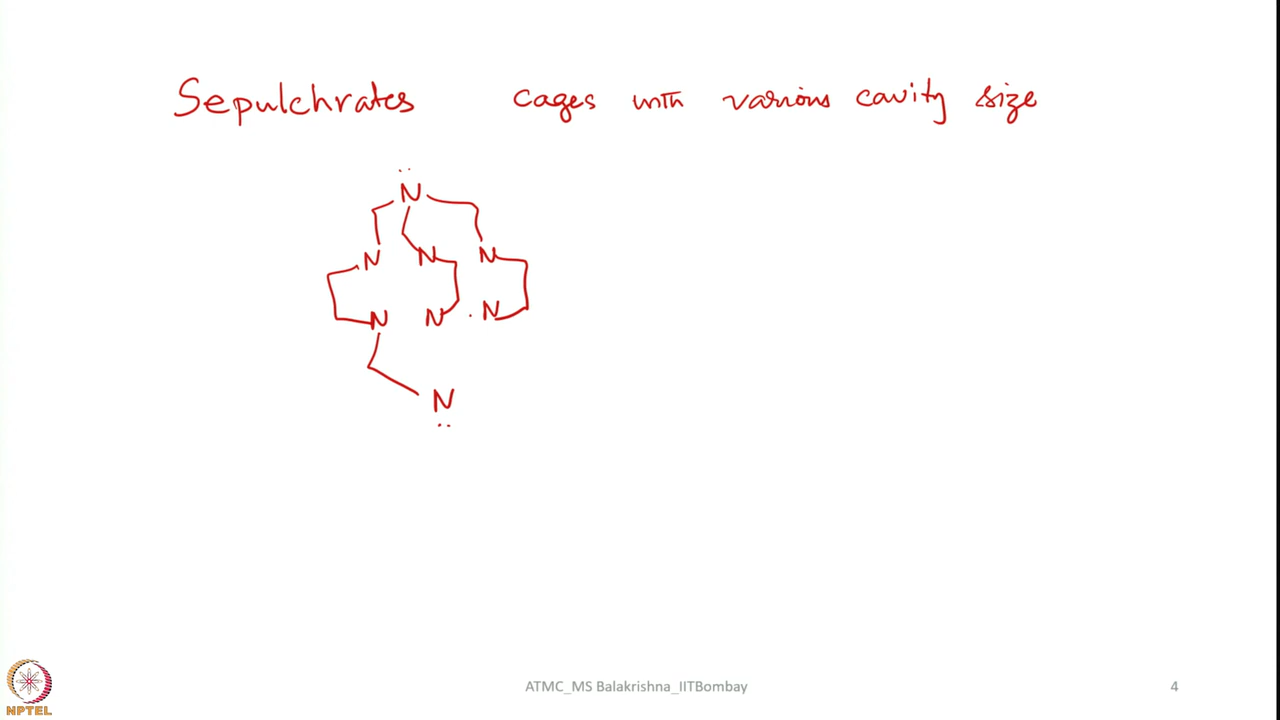 Sepulchrates cages with various cavity size
N
N N N
N N N
N
ATMC_MS Balakrishna_IITBombay 4
NPTEL